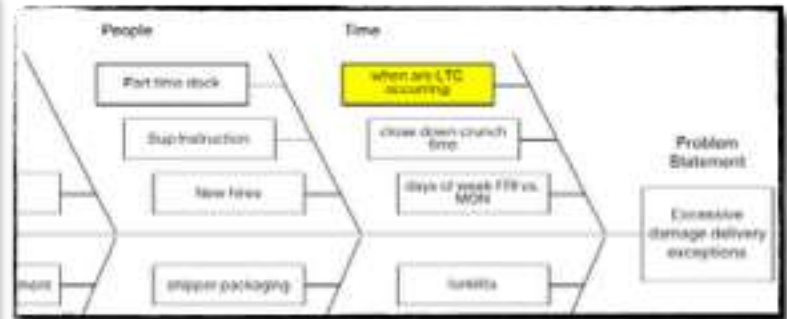 People
Time
Part time dock
when are LTC
occurring
Sup Instruction
close down crunch
time
New hires
days of week FRI vs.
MON
Problem
Statement
Excessive
damage delivery
exceptions
ment
shipper packaging
forklifts